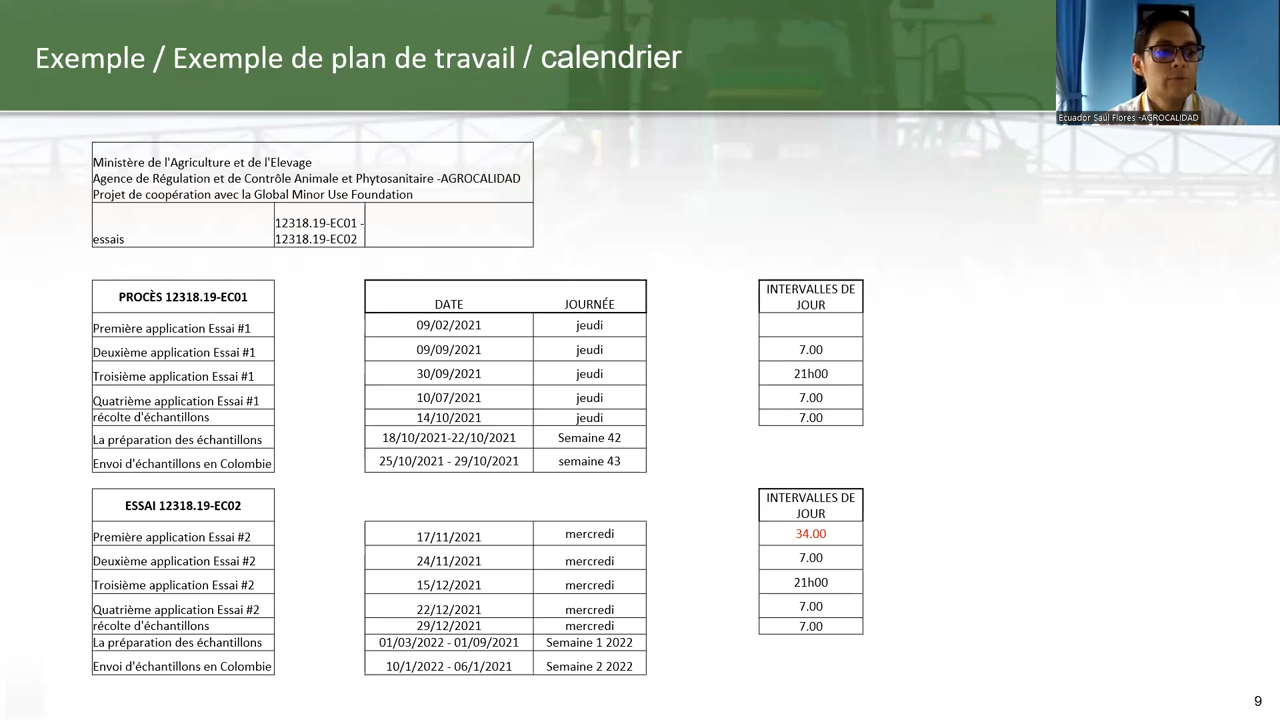 Exemple / Exemple de plan de travail / calendrier
Ecuador Saúl Flores -AGROCALIDAD
Ministère de l'Agriculture et de l'Elevage
Agence de Régulation et de Contrôle Animale et Phytosanitaire -AGROCALIDAD
Projet de coopération avec la Global Minor Use Foundation
essais 12318.19-EC01 -
12318.19-EC02
PROCÈS 12318.19-EC01 DATE JOURNÉE INTERVALLES DE
JOUR
Première application Essai #1 09/02/2021 jeudi
Deuxième application Essai #1 09/09/2021 jeudi 7.00
Troisième application Essai #1 30/09/2021 jeudi 21h00
Quatrième application Essai #1 10/07/2021 jeudi 7.00
récolte d'échantillons 14/10/2021 jeudi 7.00
La préparation des échantillons 18/10/2021-22/10/2021 Semaine 42
Envoi d'échantillons en Colombie 25/10/2021 - 29/10/2021 semaine 43
ESSAI 12318.19-EC02 INTERVALLES DE
JOUR
Première application Essai #2 17/11/2021 mercredi 34.00
Deuxième application Essai #2 24/11/2021 mercredi 7.00
Troisième application Essai #2 15/12/2021 mercredi 21h00
Quatrième application Essai #2 22/12/2021 mercredi 7.00
récolte d'échantillons 29/12/2021 mercredi 7.00
La préparation des échantillons 01/03/2022 - 01/09/2021 Semaine 1 2022
Envoi d'échantillons en Colombie 10/1/2022 - 06/1/2021 Semaine 2 2022
9